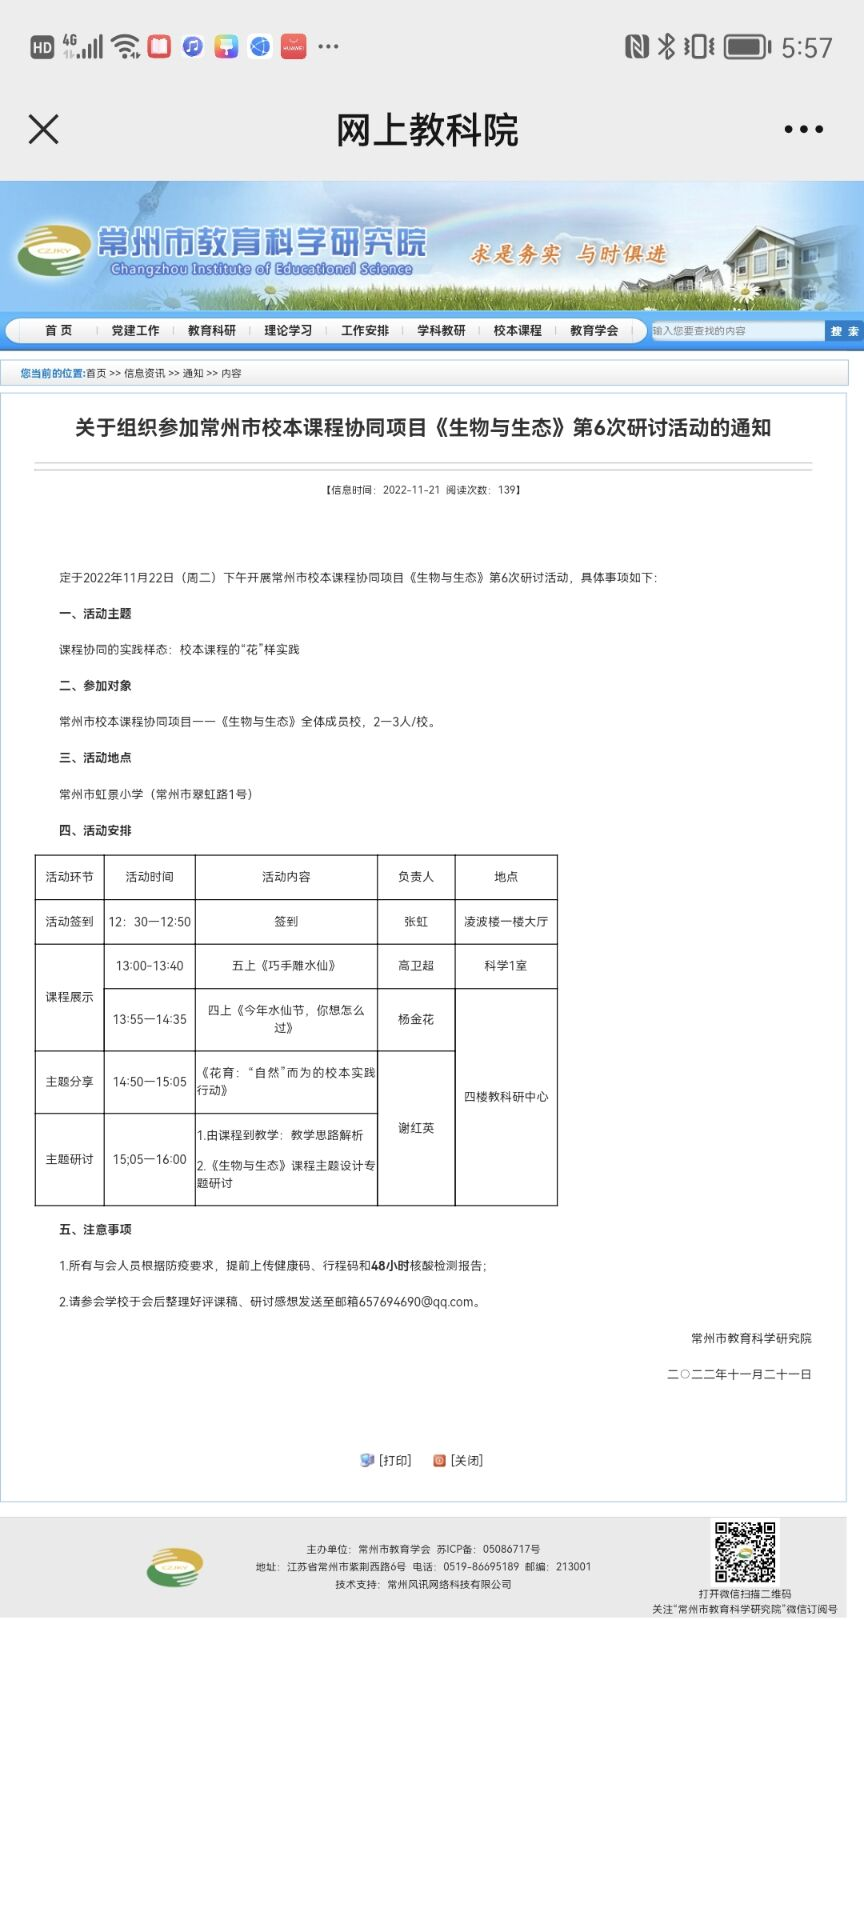 HD 4G 5:57
网上教科院
CZJKY
常州市教育科学研究院
Changzhou Institute of Educational Science
求是务实 与时俱进
首 页 党建工作 教育科研 理论学习 工作安排 学科教研 校本课程 教育学会 输入您要查找的内容 搜 索
您当前的位置:首页 >> 信息资讯 >> 通知 >> 内容
关于组织参加常州市校本课程协同项目《生物与生态》第6次研讨活动的通知
【信息时间：2022-11-21 阅读次数：139】
定于2022年11月22日（周二）下午开展常州市校本课程协同项目《生物与生态》第6次研讨活动，具体事项如下：
一、活动主题
课程协同的实践样态：校本课程的“花”样实践
二、参加对象
常州市校本课程协同项目一一《生物与生态》全体成员校，2一3人/校。
三、活动地点
常州市虹景小学（常州市翠虹路1号）
四、活动安排
活动环节 活动时间 活动内容 负责人 地点
活动签到 12：30一12:50 签到 张虹 凌波楼一楼大厅
课程展示 13:00-13:40 五上《巧手雕水仙》 高卫超 科学1室
13:55一14:35 四上《今年水仙节，你想怎么
过》 杨金花 四楼教科研中心
主题分享 14:50一15:05 《花育：“自然”而为的校本实践
行动》 谢红英
主题研讨 15;05一16:00 1.由课程到教学：教学思路解析
2.《生物与生态》课程主题设计专
题研讨
五、注意事项
1.所有与会人员根据防疫要求，提前上传健康码、行程码和48小时核酸检测报告；
2.请参会学校于会后整理好评课稿、研讨感想发送至邮箱657694690@qq.com。
常州市教育科学研究院
二〇二二年十一月二十一日
[打印] [关闭]
主办单位：常州市教育学会 苏ICP备：05086717号
地址：江苏省常州市紫荆西路6号 电话：0519-86695189 邮编：213001
技术支持：常州风讯网络科技有限公司
打开微信扫描二维码
关注“常州市教育科学研究院”微信订阅号